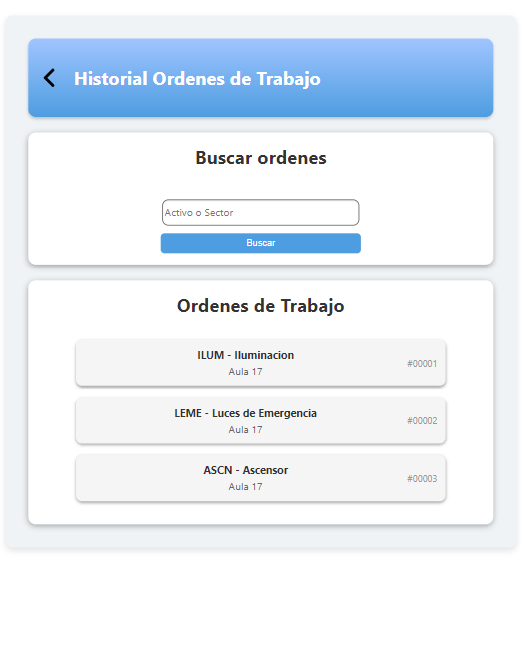 Historial Ordenes de Trabajo
Buscar ordenes
Activo o Sector
Buscar
Ordenes de Trabajo
ILUM - Iluminacion
Aula 17
#00001
LEME - Luces de Emergencia
Aula 17
#00002
ASCN - Ascensor
Aula 17
#00003